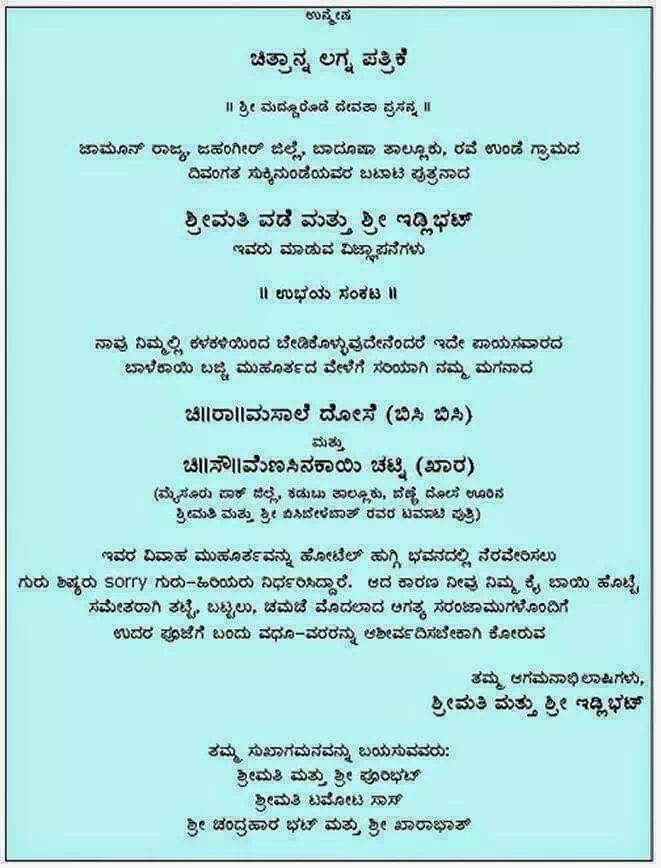 ಉನ್ಮೇಷ
ಚಿತ್ರಾನ್ನ ಲಗ್ನ ಪತ್ರಿಕೆ
॥ ಶ್ರೀ ಮದ್ದೂರೊಡೆ ದೇವತಾ ಪ್ರಸನ್ನ ॥
ಜಾಮೂನ್ ರಾಜ್ಯ, ಜಹಂಗೀರ್ ಜಿಲ್ಲೆ, ಬಾದೂಷಾ ತಾಲ್ಲೂಕು, ರವೆ ಉಂಡೆ ಗ್ರಾಮದ
ದಿವಂಗತ ಸುಕ್ಕಿನುಂಡೆಯವರ ಬಟಾಟಿ ಪುತ್ರನಾದ
ಶ್ರೀಮತಿ ವಡೆ ಮತ್ತು ಶ್ರೀ ಇಡ್ಲಿಭಟ್
ಇವರು ಮಾಡುವ ವಿಜ್ಞಾಪನೆಗಳು
॥ ಉಭಯ ಸಂಕಟ ॥
ನಾವು ನಿಮ್ಮಲ್ಲಿ ಕಳಕಳಿಯಿಂದ ಬೇಡಿಕೊಳ್ಳುವುದೇನೆಂದರೆ ಇದೇ ಪಾಯಸವಾರದ
ಬಾಳೆಕಾಯಿ ಬಜ್ಜಿ ಮುಹೂರ್ತದ ವೇಳೆಗೆ ಸರಿಯಾಗಿ ನಮ್ಮ ಮಗನಾದ
ಚಿ||ರಾ||ಮಸಾಲೆ ದೋಸೆ (ಬಿಸಿ ಬಿಸಿ)
ಮತ್ತು
ಚಿ||ಸೌ||ಮೆಣಸಿನಕಾಯಿ ಚಟ್ನಿ (ಖಾರ)
(ಮೈಸೂರು ಪಾಕ್ ಜಿಲ್ಲೆ, ಕಡುಬು ತಾಲ್ಲೂಕು, ಬೆಣ್ಣೆ ದೋಸೆ ಊರಿನ
ಶ್ರೀಮತಿ ಮತ್ತು ಶ್ರೀ ಬಿಸಿಬೇಳೆಬಾತ್ ರವರ ಟಮಾಟಿ ಪುತ್ರಿ)
ಇವರ ವಿವಾಹ ಮುಹೂರ್ತವನ್ನು ಹೋಟೆಲ್ ಹುಗ್ಗಿ ಭವನದಲ್ಲಿ ನೆರವೇರಿಸಲು
ಗುರು ಶಿಷ್ಯರು sorry ಗುರು-ಹಿರಿಯರು ನಿರ್ಧರಿಸಿದ್ದಾರೆ. ಆದ ಕಾರಣ ನೀವು ನಿಮ್ಮ ಕೈ ಬಾಯಿ ಹೊಟ್ಟೆ
ಸಮೇತರಾಗಿ ತಟ್ಟೆ, ಬಟ್ಟಲು, ಚಮಚೆ ಮೊದಲಾದ ಅಗತ್ಯ ಸರಂಜಾಮುಗಳೊಂದಿಗೆ
ಉದರ ಪೂಜೆಗೆ ಬಂದು ವಧೂ-ವರರನ್ನು ಆಶೀರ್ವದಿಸಬೇಕಾಗಿ ಕೋರುವ
ತಮ್ಮ ಆಗಮನಾಭಿಲಾಷಿಗಳು,
ಶ್ರೀಮತಿ ಮತ್ತು ಶ್ರೀ ಇಡ್ಲಿಭಟ್
ತಮ್ಮ ಸುಖಾಗಮನವನ್ನು ಬಯಸುವವರು:
ಶ್ರೀಮತಿ ಮತ್ತು ಶ್ರೀ ಪೂರಿಭಟ್
ಶ್ರೀಮತಿ ಟಮೋಟ ಸಾಸ್
ಶ್ರೀ ಚಂದ್ರಹಾರ ಭಟ್ ಮತ್ತು ಶ್ರೀ ಖಾರಾಭಾತ್